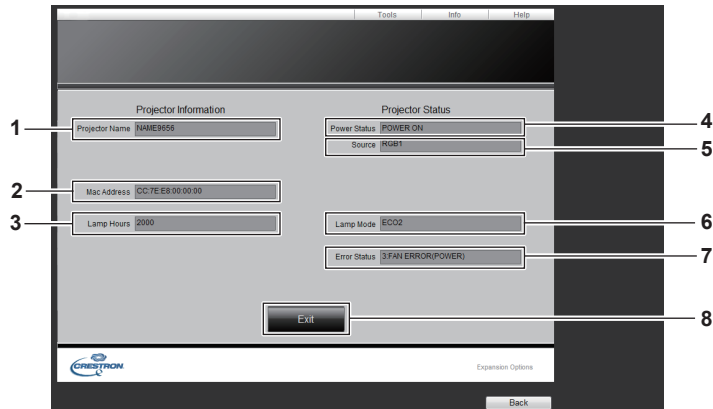 Tools Info Help
Projector Information Projector Status
1 Projector Name NAME9656 Power Status POWER ON 4
Source RGB1 5
2 Mac Address CC:7E:E8:00:00:00
3 Lamp Hours 2000 Lamp Mode ECO2 6
Error Status 3:FAN ERROR(POWER) 7
Exit 8
CRESTRON Expansion Options
Back